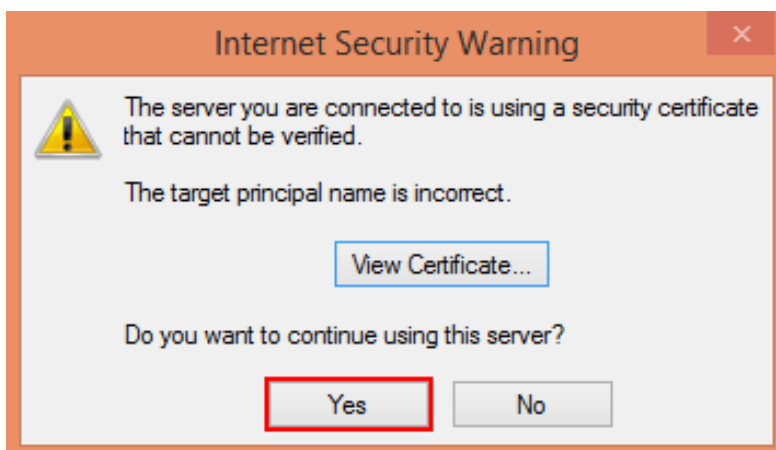 Internet Security Warning
The server you are connected to is using a security certificate
that cannot be verified.
The target principal name is incorrect.
View Certificate...
Do you want to continue using this server?
Yes No